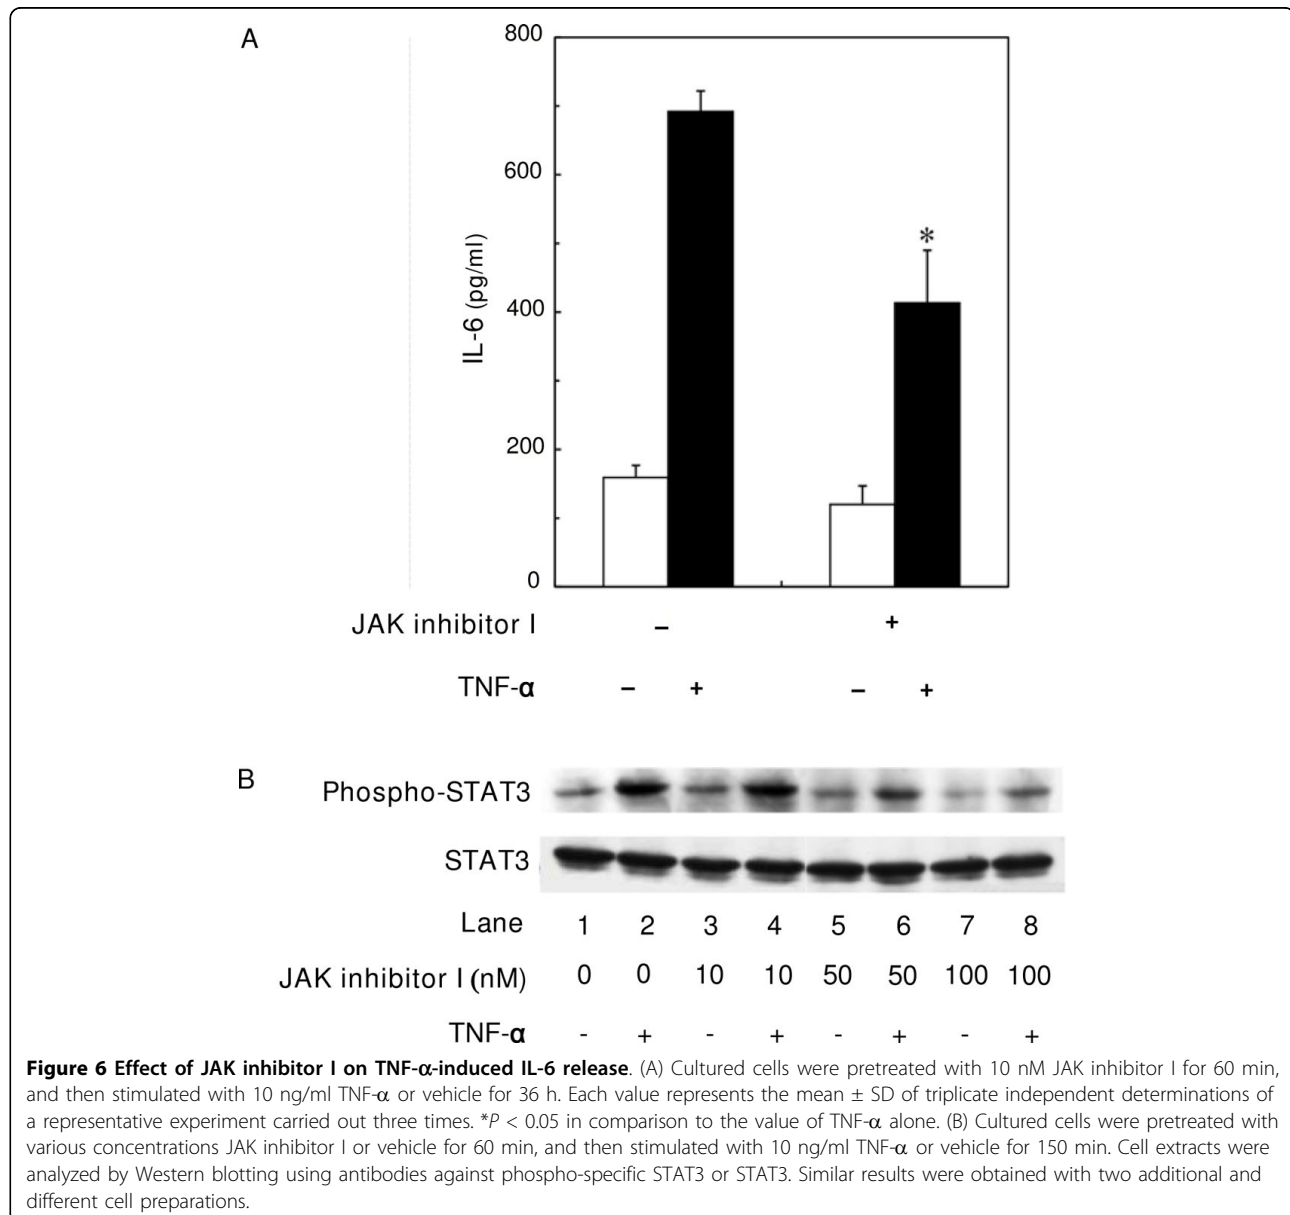 A
800
600
400
200
0
IL-6 (pg/ml)
*
JAK inhibitor I – +
TNF-α – + – +
B
Phospho-STAT3
STAT3
Lane 1 2 3 4 5 6 7 8
JAK inhibitor I (nM) 0 0 10 10 50 50 100 100
TNF-α - + - + - + - +
Figure 6 Effect of JAK inhibitor I on TNF-α-induced IL-6 release. (A) Cultured cells were pretreated with 10 nM JAK inhibitor I for 60 min,
and then stimulated with 10 ng/ml TNF-α or vehicle for 36 h. Each value represents the mean ± SD of triplicate independent determinations of
a representative experiment carried out three times. *P < 0.05 in comparison to the value of TNF-α alone. (B) Cultured cells were pretreated with
various concentrations JAK inhibitor I or vehicle for 60 min, and then stimulated with 10 ng/ml TNF-α or vehicle for 150 min. Cell extracts were
analyzed by Western blotting using antibodies against phospho-specific STAT3 or STAT3. Similar results were obtained with two additional and
different cell preparations.